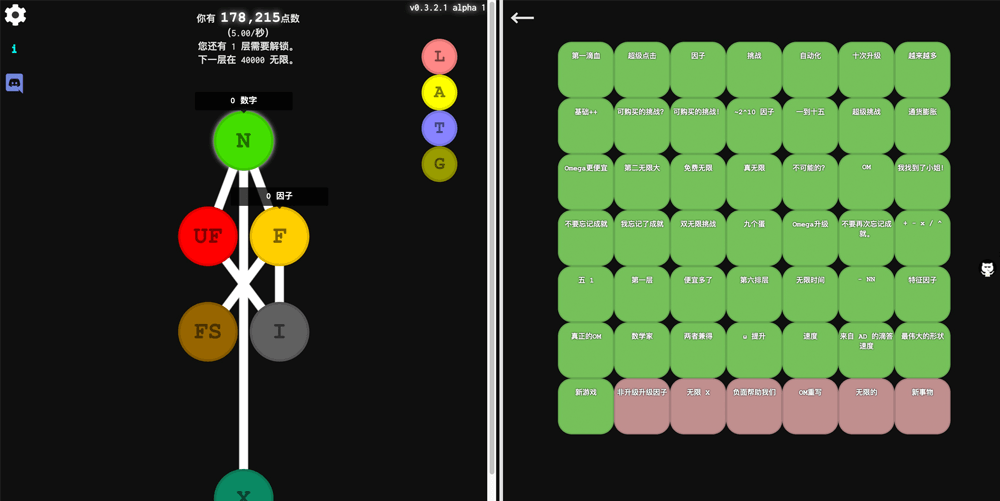 v0.3.2.1 alpha 1
你有 178,215点数
(5.00/秒)
您还有 1 层需要解锁。
下一层在 40000 无限。
i
L
A
T
G
0 数字
N
0 因子
UF
F
FS
I
X
第一滴血
超级点击
因子
挑战
自动化
十次升级
越来越多
基础++
可购买的挑战?
可购买的挑战!
~2^10 因子
一到十五
超级挑战
通货膨胀
Omega更便宜
第二无限大
免费无限
真无限
不可能的?
OM
我找到了小姐!
不要忘记成就
我忘记了成就
双无限挑战
九个蛋
Omega升级
不要再次忘记成
就。
+ - x / ^
五 1
第一层
便宜多了
第六排层
无限时间
- NN
特征因子
真正的OM
数学家
两者兼得
ω 提升
速度
来自 AD 的滴答
速度
最伟大的形状
新游戏
非升级升级因子
无限 X
负面帮助我们
OM重写
无限的
新事物